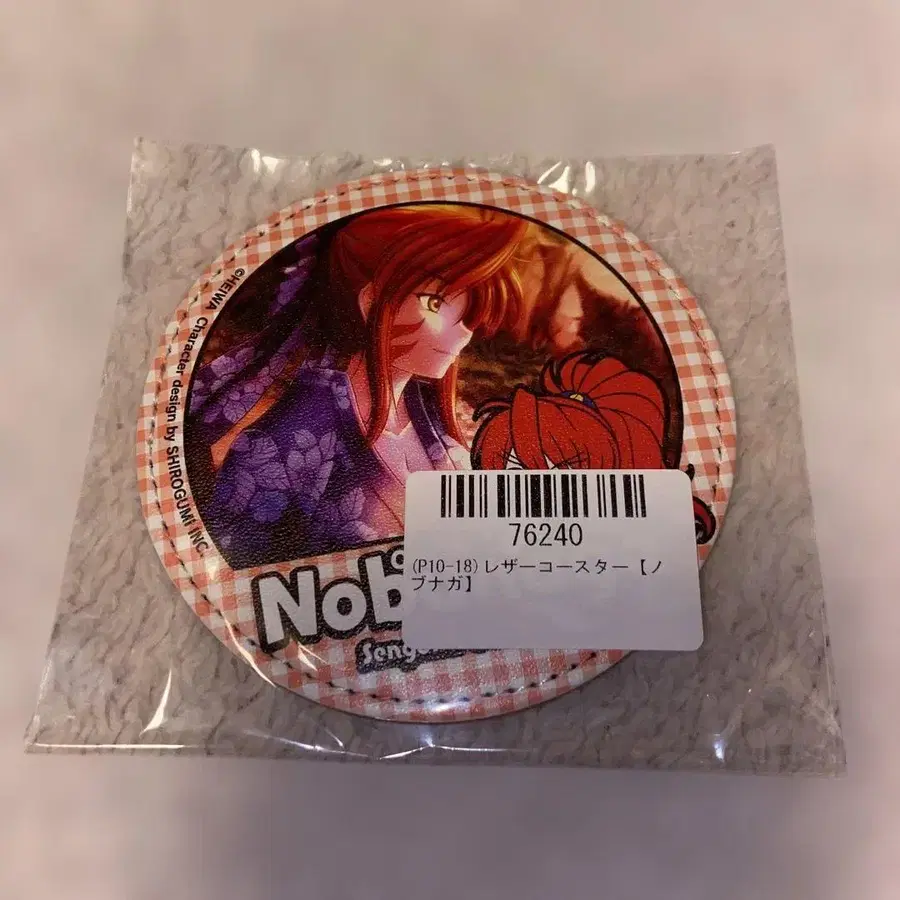 ©HEIWA Character design by SHIROGUMI INC.
76240
(P10-18)レザーコースター【ノ
ブナガ】